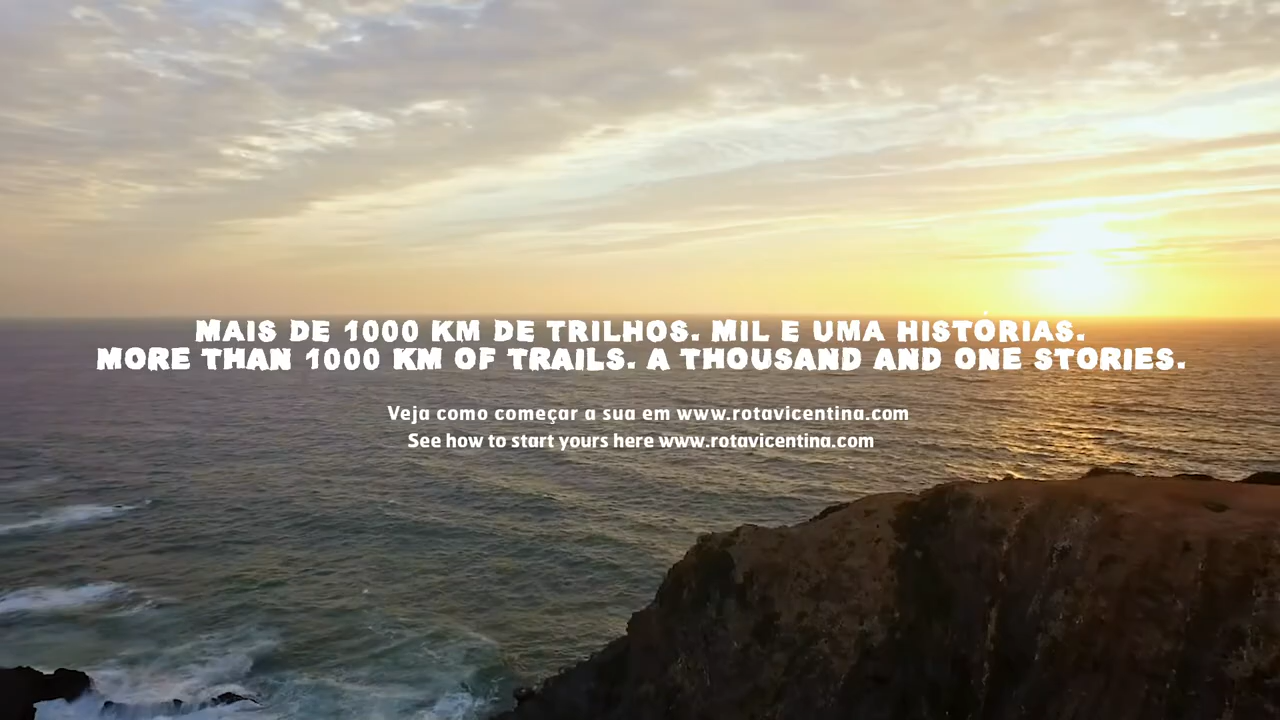 MAIS DE 1000 KM DE TRILHOS. MIL E UMA HISTÓRIAS.
MORE THAN 1000 KM OF TRAILS. A THOUSAND AND ONE STORIES.
Veja como começar a sua em www.rotavicentina.com
See how to start yours here www.rotavicentina.com